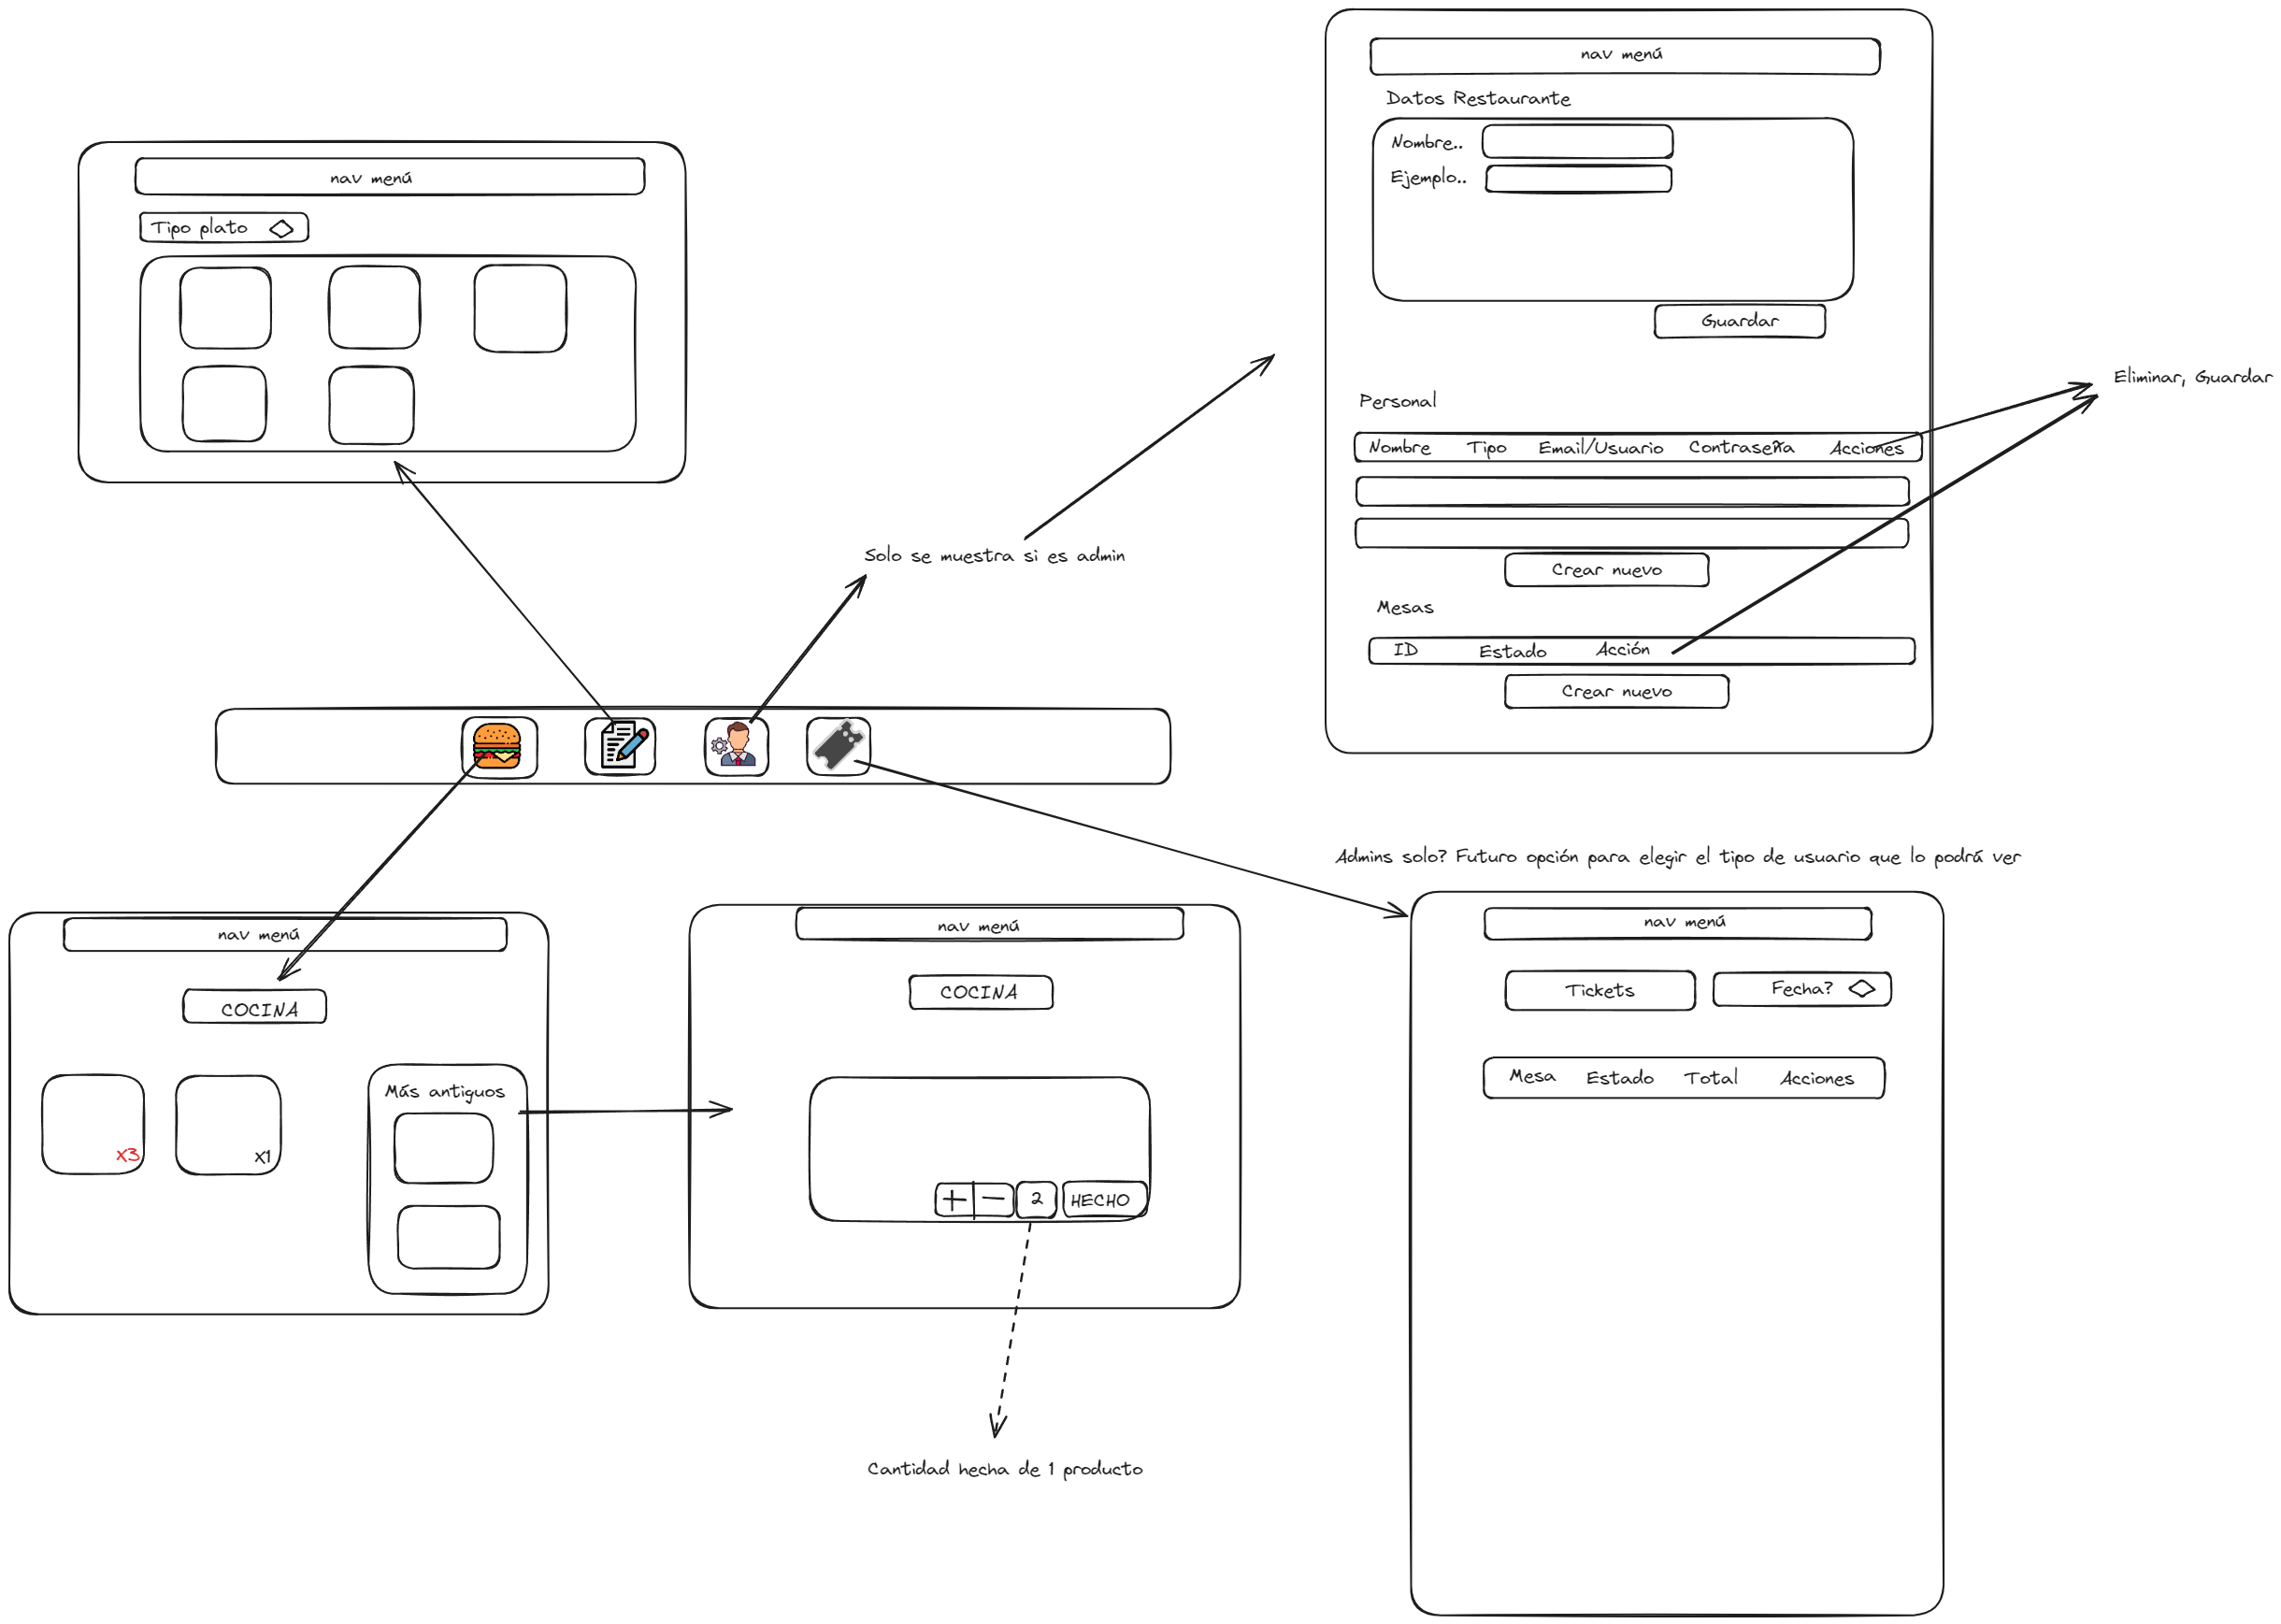 nav menú
Datos Restaurante
Nombre..
Ejemplo..
Guardar
Personal
Nombre Tipo Email/Usuario Contraseña Acciones
Crear nuevo
Mesas
ID Estado Acción
Crear nuevo
Eliminar, Guardar
nav menú
Tipo plato
Solo se muestra si es admin
nav menú
COCINA
x3
x1
Más antiguos
nav menú
COCINA
+ − 2 HECHO
Cantidad hecha de 1 producto
Admins solo? Futuro opción para elegir el tipo de usuario que lo podrá ver
nav menú
Tickets
Fecha?
Mesa Estado Total Acciones